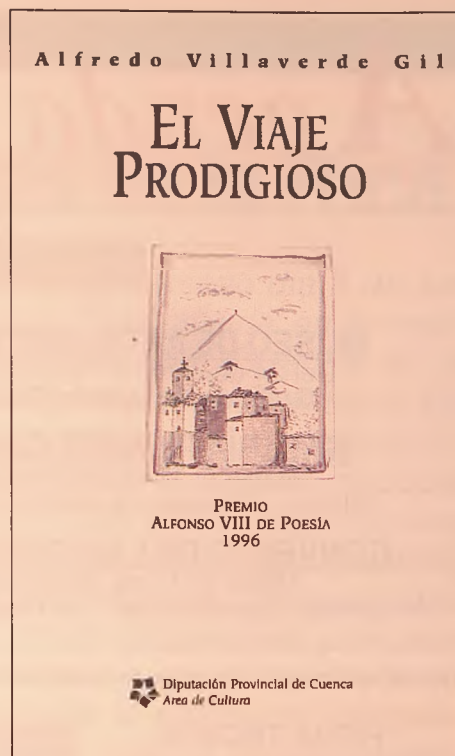 Alfredo Villaverde Gil
EL VIAJE
PRODIGIOSO
PREMIO
ALFONSO VIII DE POESÍA
1996
Diputación Provincial de Cuenca
Area de Cultura